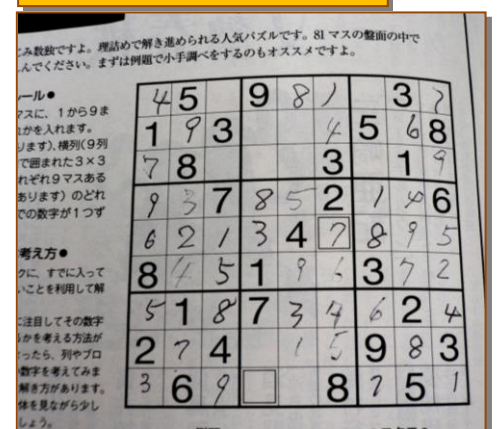 こみ数独ですよ。理詰めで解き進められる人気パズルです。81 マスの盤面の中で
んでください。まずは例題で小手調べをするのもオススメですよ。
ール●
マスに、1から9ま
かを入れます。
ります)、横列(9列
で囲まれた3×3
れぞれ9マスある
あります)のどれ
での数字が1つず
考え方●
クに、すでに入って
いことを利用して解
に注目してその数字
るかを考える方法が
まったら、列やブロ
数字を考えてみま
解き方があります。
体を見ながら少し
しょう。
4 5 9 8 1 3 7
1 9 3 4 5 6 8
7 8 3 1 9
9 3 7 8 5 2 1 4 6
6 2 1 3 4 7 8 9 5
8 4 5 1 9 6 3 7 2
5 1 8 7 3 6 2 4
2 7 4 1 5 9 8 3
3 6 9 8 7 5 1